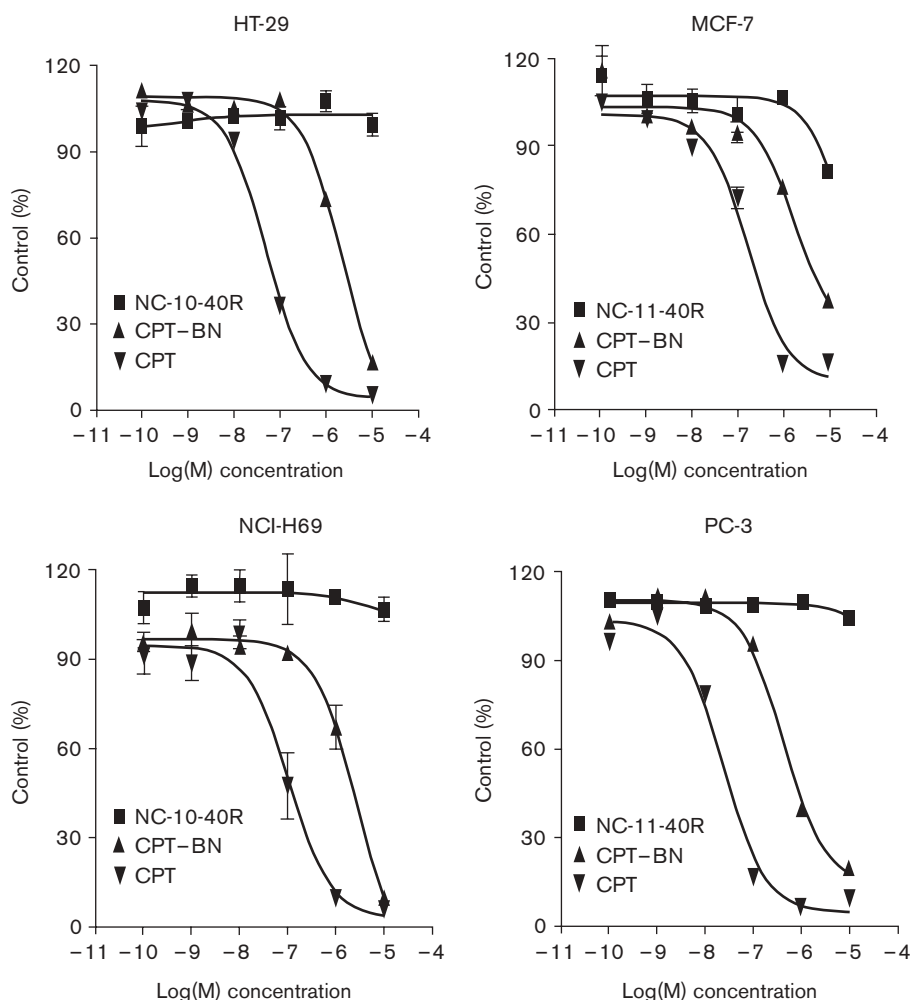 HT-29
120
90
60
30
0
Control (%)
NC-10-40R
CPT–BN
CPT
−11 −10 −9 −8 −7 −6 −5 −4
Log(M) concentration
MCF-7
120
90
60
30
0
Control (%)
NC-11-40R
CPT–BN
CPT
−11 −10 −9 −8 −7 −6 −5 −4
Log(M) concentration
NCI-H69
120
90
60
30
0
Control (%)
NC-10-40R
CPT–BN
CPT
−11 −10 −9 −8 −7 −6 −5 −4
Log(M) concentration
PC-3
120
90
60
30
0
Control (%)
NC-11-40R
CPT–BN
CPT
−11 −10 −9 −8 −7 −6 −5 −4
Log(M) concentration